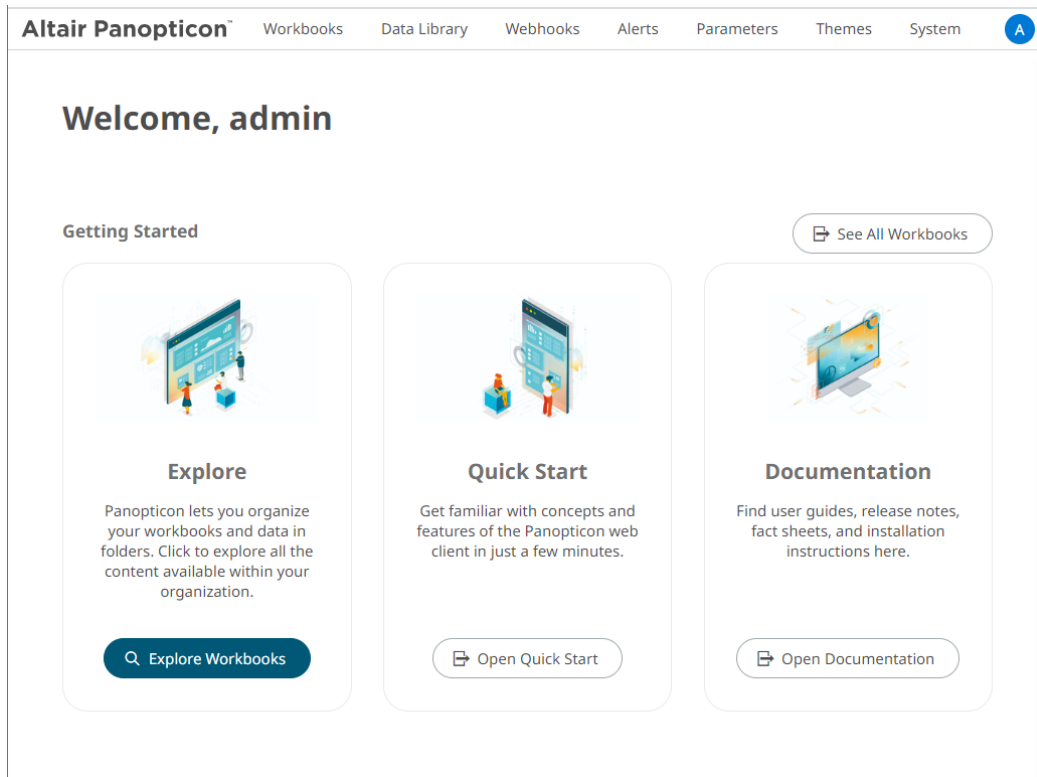 Altair Panopticon™ Workbooks Data Library Webhooks Alerts Parameters Themes System A
Welcome, admin
Getting Started
See All Workbooks
Explore
Panopticon lets you organize
your workbooks and data in
folders. Click to explore all the
content available within your
organization.
Explore Workbooks
Quick Start
Get familiar with concepts and
features of the Panopticon web
client in just a few minutes.
Open Quick Start
Documentation
Find user guides, release notes,
fact sheets, and installation
instructions here.
Open Documentation